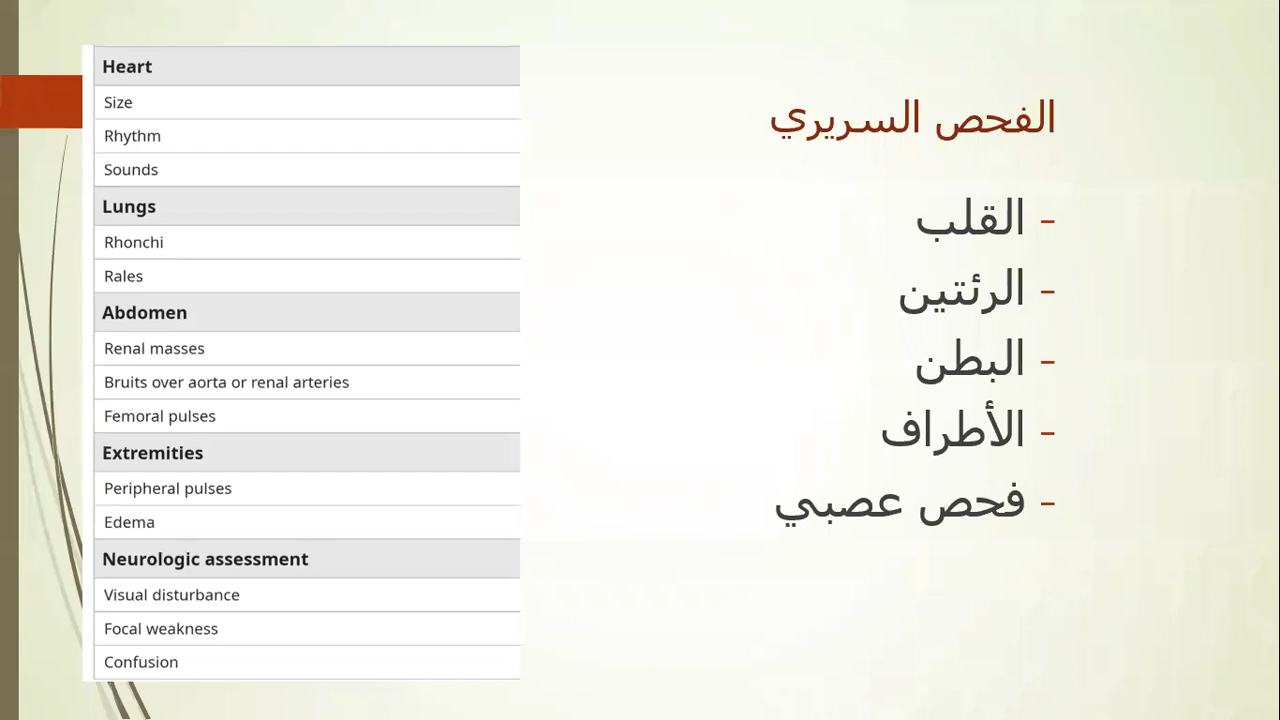 الفحص السريري
- القلب
- الرئتين
- البطن
- الأطراف
- فحص عصبي
Heart
Size
Rhythm
Sounds
Lungs
Rhonchi
Rales
Abdomen
Renal masses
Bruits over aorta or renal arteries
Femoral pulses
Extremities
Peripheral pulses
Edema
Neurologic assessment
Visual disturbance
Focal weakness
Confusion